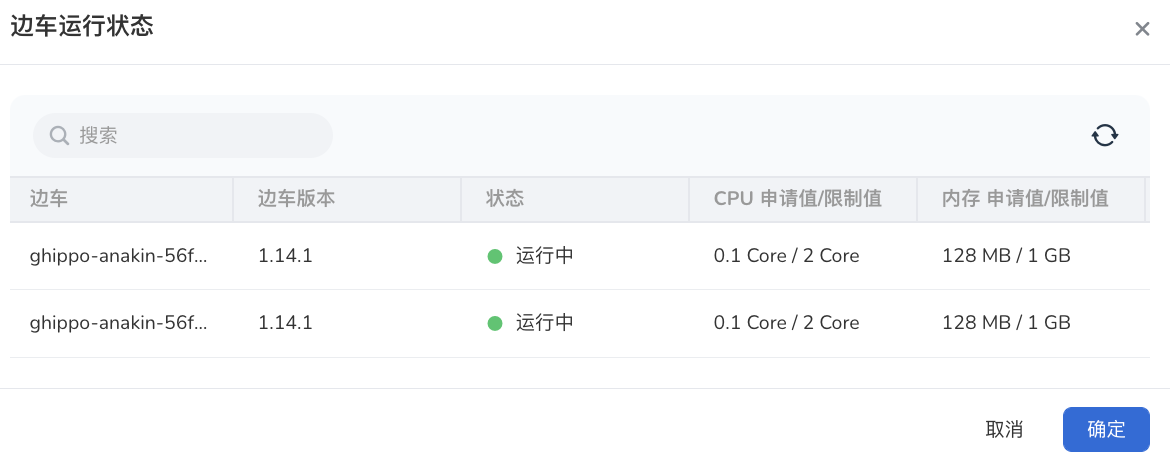 边车运行状态
搜索
边车 边车版本 状态 CPU 申请值/限制值 内存 申请值/限制值
ghippo-anakin-56f... 1.14.1 运行中 0.1 Core / 2 Core 128 MB / 1 GB
ghippo-anakin-56f... 1.14.1 运行中 0.1 Core / 2 Core 128 MB / 1 GB
取消 确定